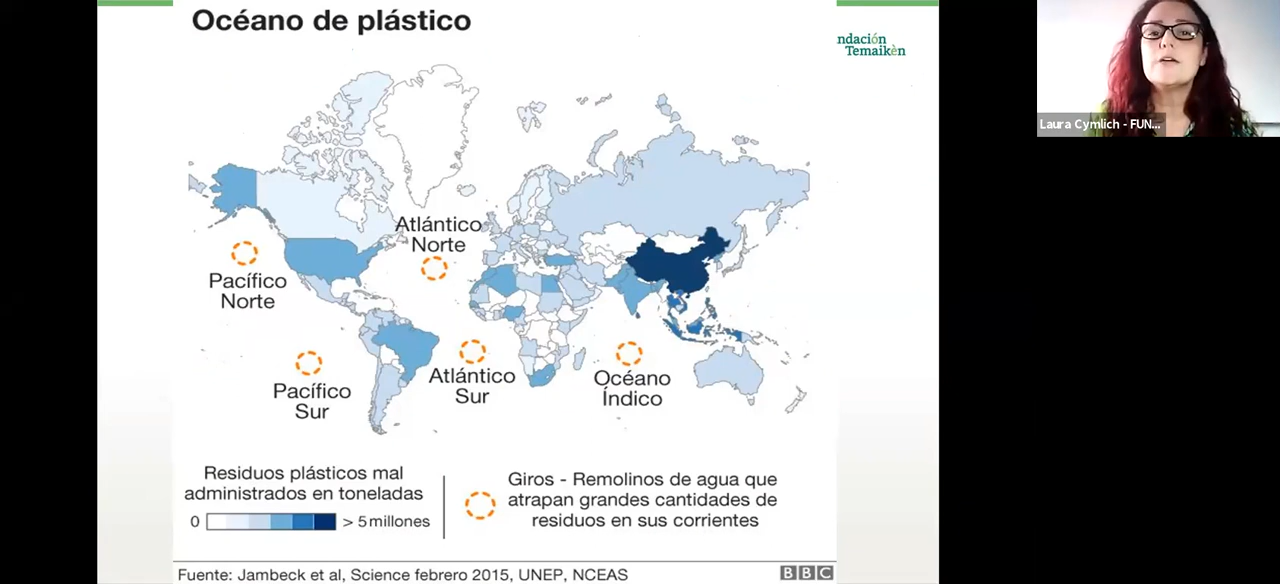 Océano de plástico
ndación
Temaikèn
Laura Cymlich - FUN...
Atlántico
Norte
Pacífico
Norte
Pacífico
Sur
Atlántico
Sur
Océano
Índico
Residuos plásticos mal
administrados en toneladas
0 > 5 millones
Giros - Remolinos de agua que
atrapan grandes cantidades de
residuos en sus corrientes
Fuente: Jambeck et al, Science febrero 2015, UNEP, NCEAS
BBC